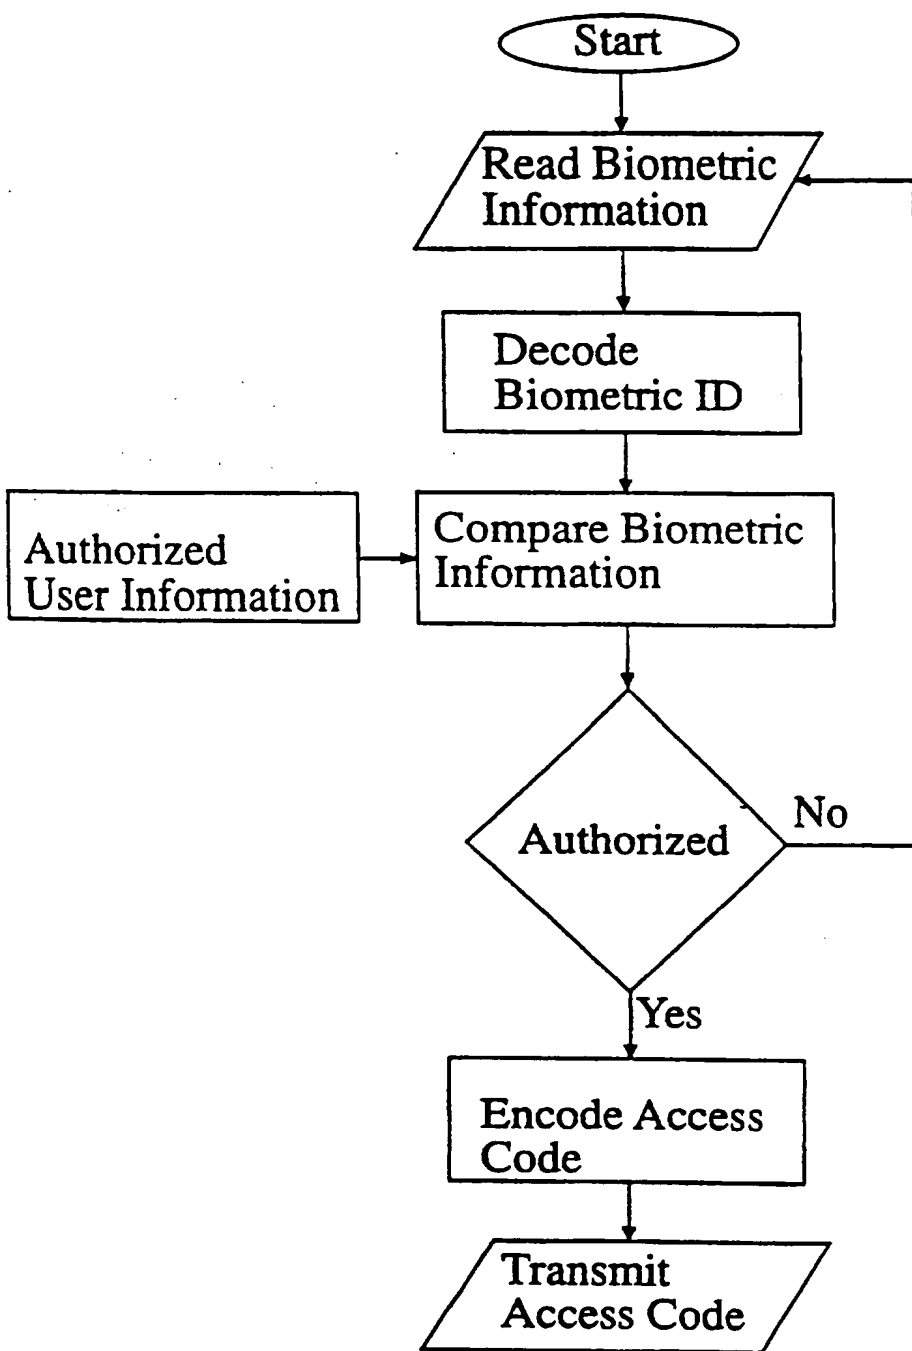 Start
Read Biometric
Information
Decode
Biometric ID
Authorized
User Information
Compare Biometric
Information
Authorized
No
Yes
Encode Access
Code
Transmit
Access Code